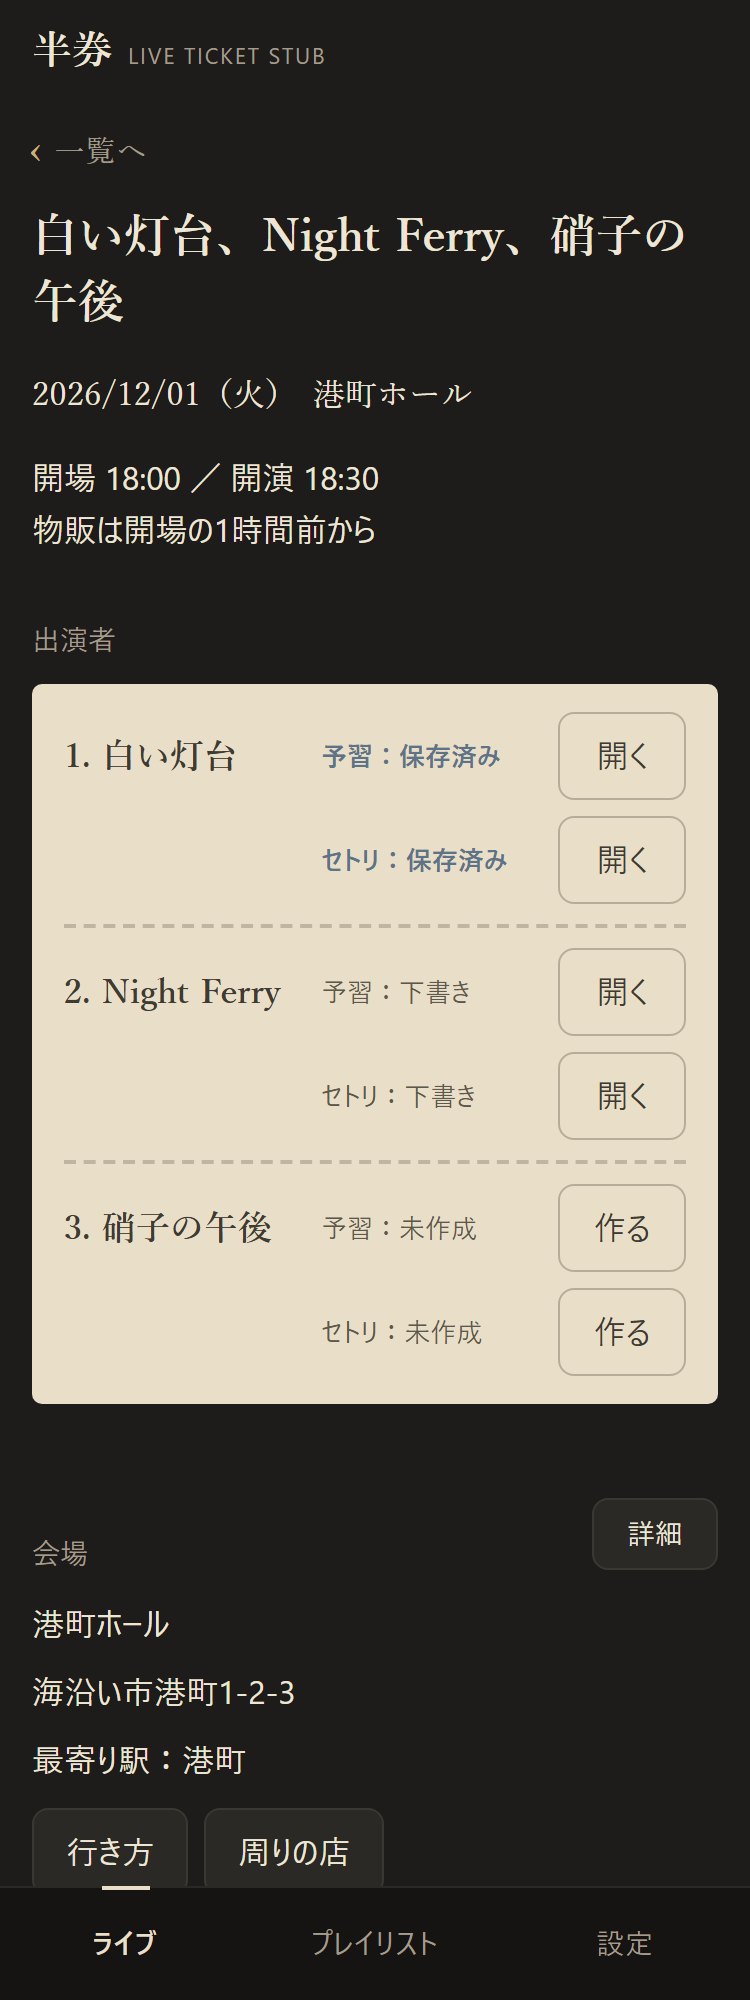 半券 LIVE TICKET STUB
‹ 一覧へ
白い灯台、Night Ferry、硝子の
午後
2026/12/01（火） 港町ホール
開場 18:00 ／ 開演 18:30
物販は開場の1時間前から
出演者
1. 白い灯台 予習：保存済み 開く
セトリ：保存済み 開く
2. Night Ferry 予習：下書き 開く
セトリ：下書き 開く
3. 硝子の午後 予習：未作成 作る
セトリ：未作成 作る
会場 詳細
港町ホール
海沿い市港町1-2-3
最寄り駅：港町
行き方 周りの店
ライブ プレイリスト 設定